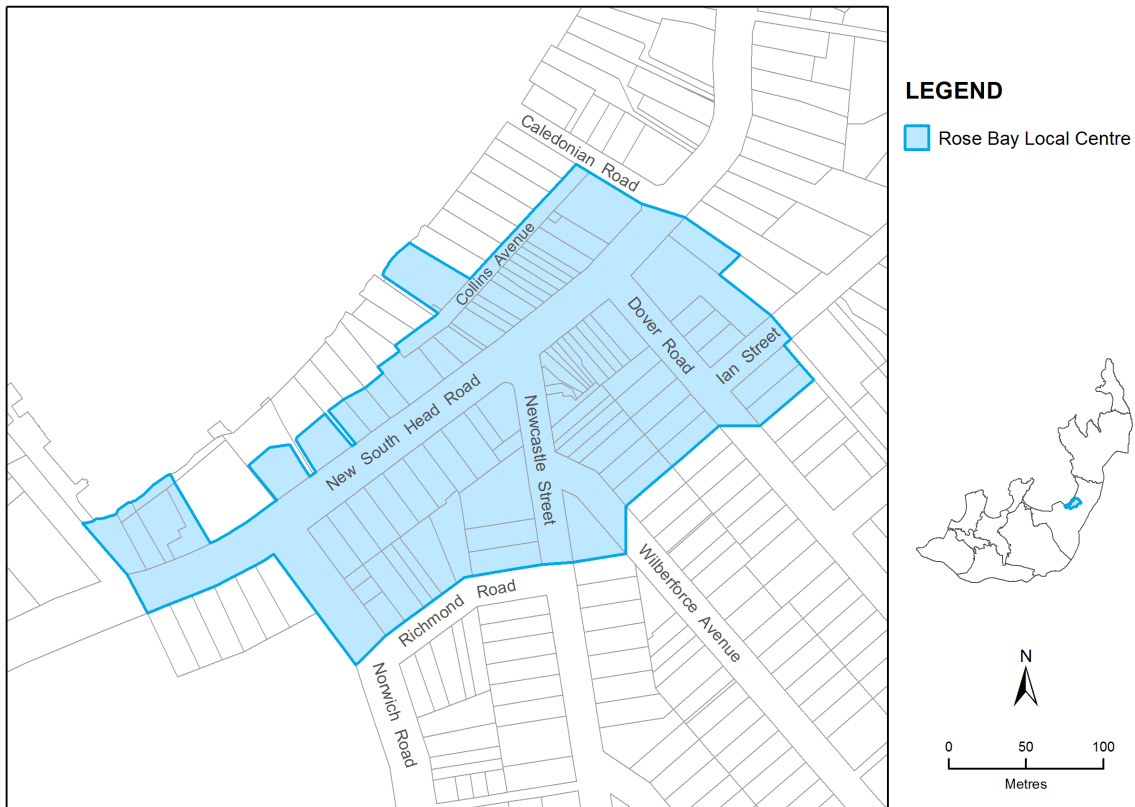 LEGEND
Rose Bay Local Centre
Caledonian Road
Collins Avenue
New South Head Road
Dover Road
Ian Street
Newcastle Street
Wilberforce Avenue
Richmond Road
Norwich Road
N
0 50 100
Metres